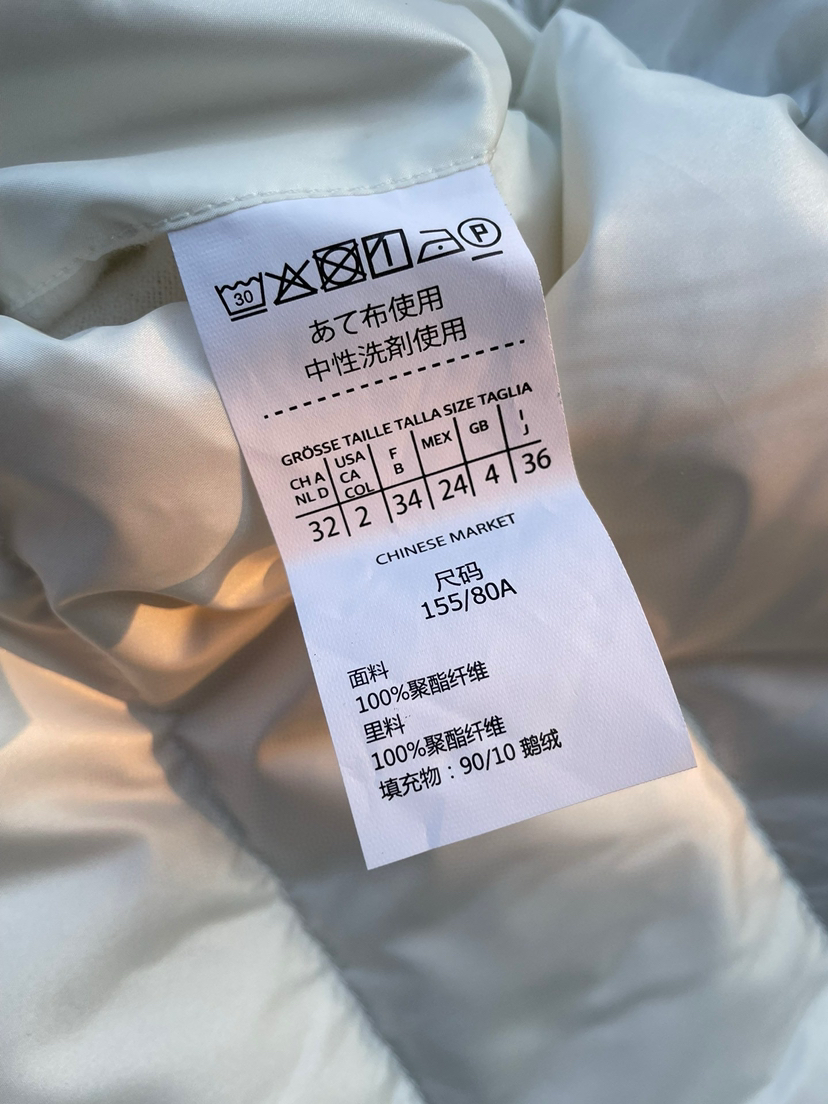 30 P
あて布使用
中性洗剤使用
GRÖSSE TAILLE TALLA SIZE TAGLIA
CH A NL D USA CA COL F B MEX GB I J
32 2 34 24 4 36
CHINESE MARKET
尺码
155/80A
面料
100%聚酯纤维
里料
100%聚酯纤维
填充物：90/10 鹅绒